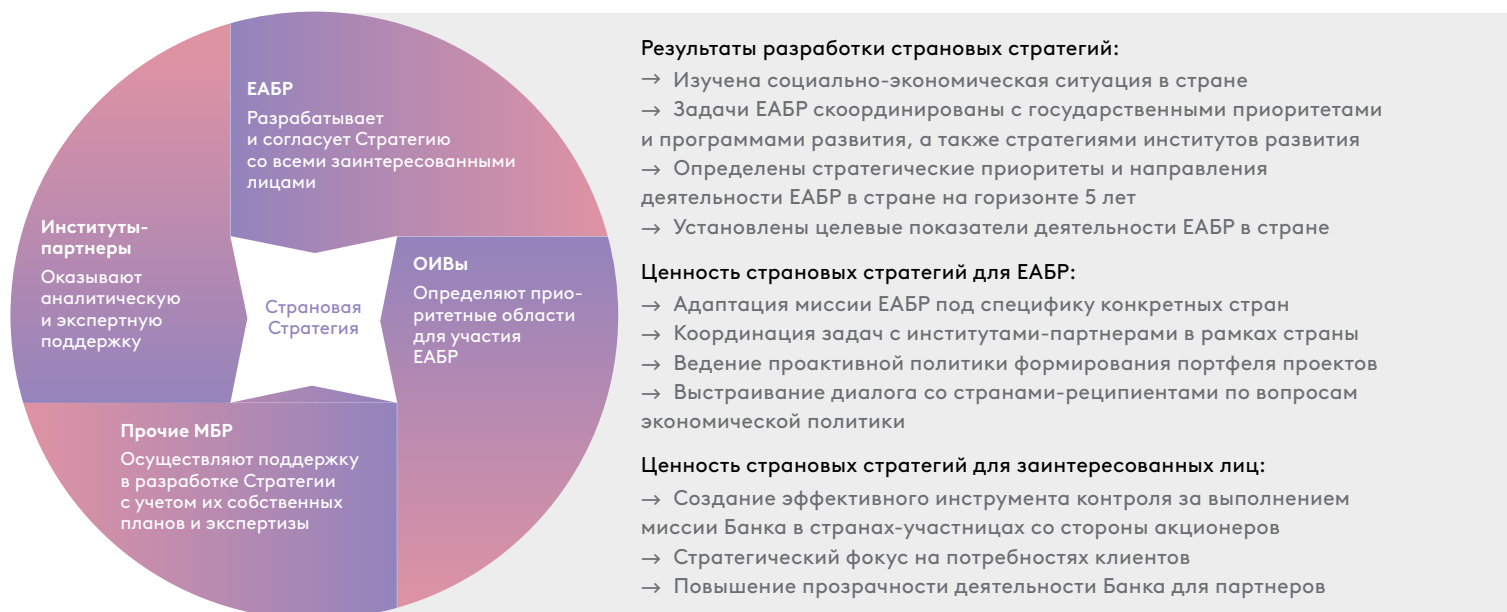 ЕАБР
Разрабатывает
и согласует Стратегию
со всеми заинтересованными
лицами
Институты-
партнеры
Оказывают
аналитическую
и экспертную
поддержку
Страновая
Стратегия
ОИВы
Определяют прио-
ритетные области
для участия
ЕАБР
Прочие МБР
Осуществляют поддержку
в разработке Стратегии
с учетом их собственных
планов и экспертизы
Результаты разработки страновых стратегий:
→ Изучена социально-экономическая ситуация в стране
→ Задачи ЕАБР скоординированы с государственными приоритетами
и программами развития, а также стратегиями институтов развития
→ Определены стратегические приоритеты и направления
деятельности ЕАБР в стране на горизонте 5 лет
→ Установлены целевые показатели деятельности ЕАБР в стране
Ценность страновых стратегий для ЕАБР:
→ Адаптация миссии ЕАБР под специфику конкретных стран
→ Координация задач с институтами-партнерами в рамках страны
→ Ведение проактивной политики формирования портфеля проектов
→ Выстраивание диалога со странами-реципиентами по вопросам
экономической политики
Ценность страновых стратегий для заинтересованных лиц:
→ Создание эффективного инструмента контроля за выполнением
миссии Банка в странах-участницах со стороны акционеров
→ Стратегический фокус на потребностях клиентов
→ Повышение прозрачности деятельности Банка для партнеров